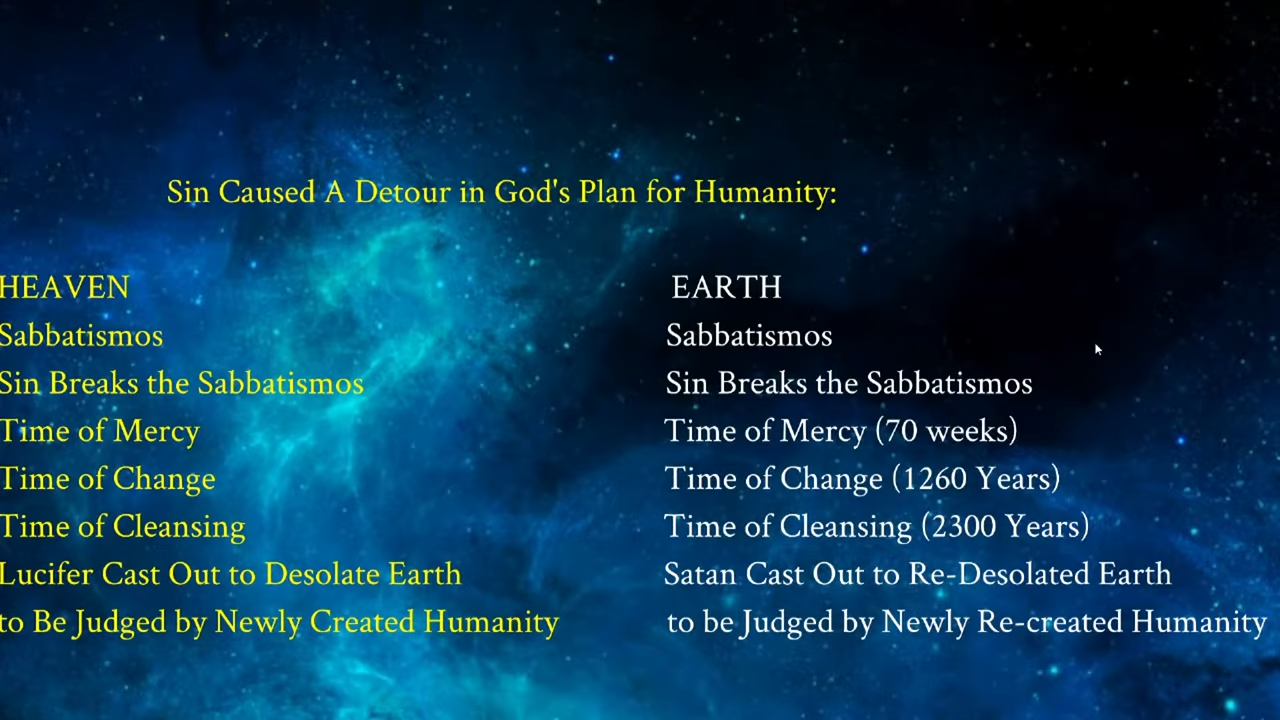 Sin Caused A Detour in God's Plan for Humanity:
HEAVEN
Sabbatismos
Sin Breaks the Sabbatismos
Time of Mercy
Time of Change
Time of Cleansing
Lucifer Cast Out to Desolate Earth
to Be Judged by Newly Created Humanity
EARTH
Sabbatismos
Sin Breaks the Sabbatismos
Time of Mercy (70 weeks)
Time of Change (1260 Years)
Time of Cleansing (2300 Years)
Satan Cast Out to Re-Desolated Earth
to be Judged by Newly Re-created Humanity